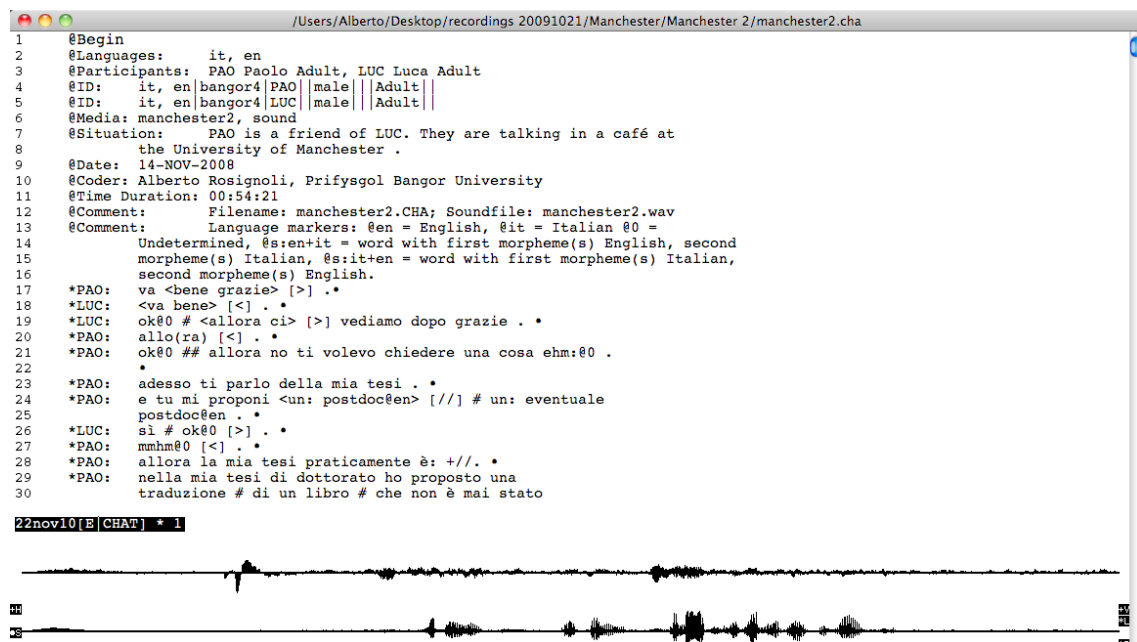 /Users/Alberto/Desktop/recordings 20091021/Manchester/Manchester 2/manchester2.cha
1 @Begin
2 @Languages: it, en
3 @Participants: PAO Paolo Adult, LUC Luca Adult
4 @ID: it, en|bangor4|PAO||male|||Adult||
5 @ID: it, en|bangor4|LUC||male|||Adult||
6 @Media: manchester2, sound
7 @Situation: PAO is a friend of LUC. They are talking in a café at
8 the University of Manchester .
9 @Date: 14-NOV-2008
10 @Coder: Alberto Rosignoli, Prifysgol Bangor University
11 @Time Duration: 00:54:21
12 @Comment: Filename: manchester2.CHA; Soundfile: manchester2.wav
13 @Comment: Language markers: @en = English, @it = Italian @0 =
14 Undetermined, @s:en+it = word with first morpheme(s) English, second
15 morpheme(s) Italian, @s:it+en = word with first morpheme(s) Italian,
16 second morpheme(s) English.
17 *PAO: va <bene grazie> [>] .•
18 *LUC: <va bene> [<] . •
19 *LUC: ok@0 # <allora ci> [>] vediamo dopo grazie . •
20 *PAO: allo(ra) [<] . •
21 *PAO: ok@0 ## allora no ti volevo chiedere una cosa ehm:@0 .
22 •
23 *PAO: adesso ti parlo della mia tesi . •
24 *PAO: e tu mi proponi <un: postdoc@en> [//] # un: eventuale
25 postdoc@en . •
26 *LUC: sì # ok@0 [>] . •
27 *PAO: mmhm@0 [<] . •
28 *PAO: allora la mia tesi praticamente è: +//. •
29 *PAO: nella mia tesi di dottorato ho proposto una
30 traduzione # di un libro # che non è mai stato
22nov10[E|CHAT] * 1
+H +V
*S *L